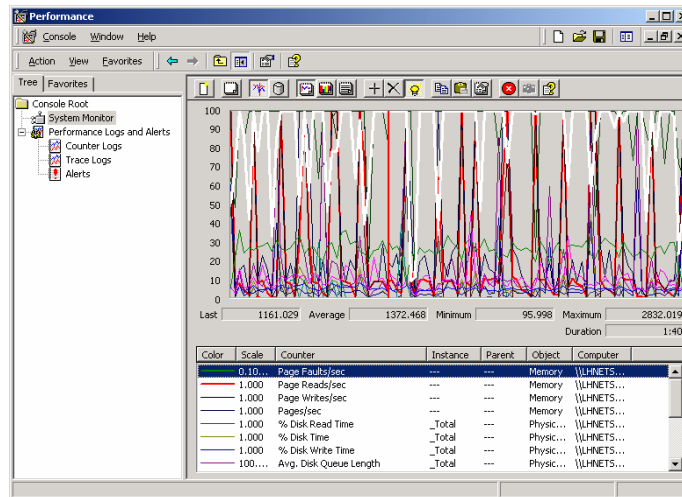 Performance
Console Window Help
Action View Favorites
Tree Favorites
Console Root
System Monitor
Performance Logs and Alerts
Counter Logs
Trace Logs
Alerts
100
90
80
70
60
50
40
30
20
10
0
Last 1161.029 Average 1372.468 Minimum 95.998 Maximum 2832.019
Duration 1:40
Color Scale Counter Instance Parent Object Computer
0.10... Page Faults/sec --- --- Memory \\LHNETS...
1.000 Page Reads/sec --- --- Memory \\LHNETS...
1.000 Page Writes/sec --- --- Memory \\LHNETS...
1.000 Pages/sec --- --- Memory \\LHNETS...
1.000 % Disk Read Time _Total --- Physic... \\LHNETS...
1.000 % Disk Time _Total --- Physic... \\LHNETS...
1.000 % Disk Write Time _Total --- Physic... \\LHNETS...
100.... Avg. Disk Queue Length _Total --- Physic... \\LHNETS...